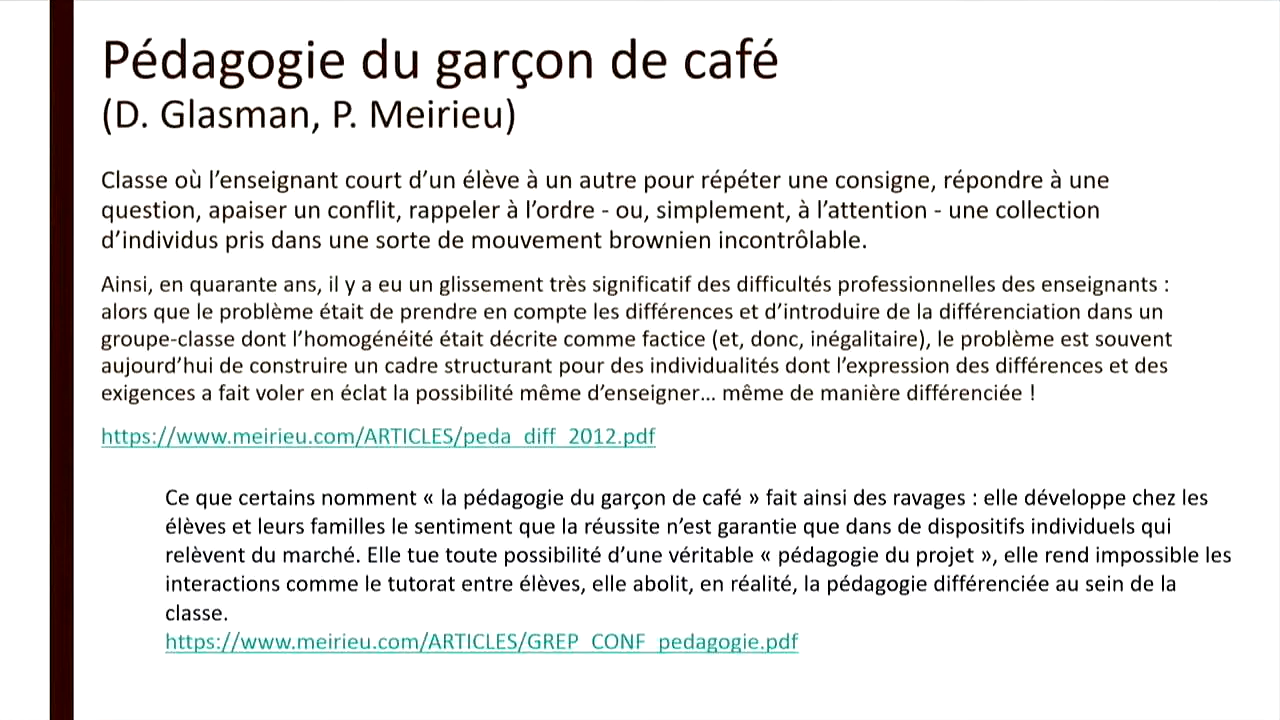 Pédagogie du garçon de café
(D. Glasman, P. Meirieu)
Classe où l’enseignant court d’un élève à un autre pour répéter une consigne, répondre à une
question, apaiser un conflit, rappeler à l’ordre - ou, simplement, à l’attention - une collection
d’individus pris dans une sorte de mouvement brownien incontrôlable.
Ainsi, en quarante ans, il y a eu un glissement très significatif des difficultés professionnelles des enseignants :
alors que le problème était de prendre en compte les différences et d’introduire de la différenciation dans un
groupe-classe dont l’homogénéité était décrite comme factice (et, donc, inégalitaire), le problème est souvent
aujourd’hui de construire un cadre structurant pour des individualités dont l’expression des différences et des
exigences a fait voler en éclat la possibilité même d’enseigner... même de manière différenciée !
https://www.meirieu.com/ARTICLES/peda_diff_2012.pdf
Ce que certains nomment « la pédagogie du garçon de café » fait ainsi des ravages : elle développe chez les
élèves et leurs familles le sentiment que la réussite n’est garantie que dans de dispositifs individuels qui
relèvent du marché. Elle tue toute possibilité d’une véritable « pédagogie du projet », elle rend impossible les
interactions comme le tutorat entre élèves, elle abolit, en réalité, la pédagogie différenciée au sein de la
classe.
https://www.meirieu.com/ARTICLES/GREP_CONF_pedagogie.pdf